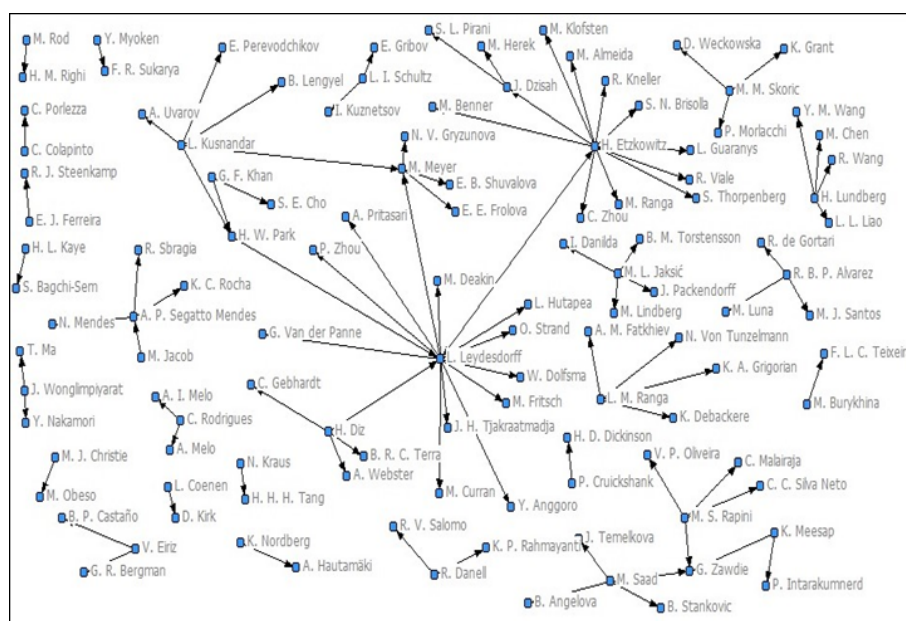 M. Rod
H. M. Righi
Y. Myoken
F. R. Sukarya
C. Porlezza
C. Colapinto
R. J. Steenkamp
E. J. Ferreira
H. L. Kaye
S. Bagchi-Sem
E. Perevodchikov
B. Lengyel
A. Uvarov
L. Kusnandar
E. Gribov
L. I. Schultz
I. Kuznetsov
S. L. Pirani
M. Herek
J. Dzisah
M. Benner
M. Klofsten
M. Almeida
R. Kneller
S. N. Brisolla
H. Etzkowitz
L. Guaranys
R. Viale
S. Thorpenberg
M. Ranga
C. Zhou
D. Weckowska
K. Grant
M. M. Skoric
P. Morlacchi
Y. M. Wang
M. Chen
R. Wang
H. Lundberg
L. L. Liao
N. V. Gryzunova
M. Meyer
E. B. Shuvalova
E. E. Frolova
G. F. Khan
S. E. Cho
H. W. Park
A. Pritasari
P. Zhou
M. Deakin
L. Hutapea
O. Strand
G. Van der Panne
L. Leydesdorff
W. Dolfsma
M. Fritsch
J. H. Tjakraatmadja
M. Curran
Y. Anggoro
I. Danilda
B. M. Torstensson
M. L. Jaksić
J. Packendorff
M. Lindberg
R. de Gortari
R. B. P. Alvarez
M. Luna
M. J. Santos
R. Sbragia
K. C. Rocha
N. Mendes
A. P. Segatto Mendes
M. Jacob
T. Ma
J. Wonglimpiyarat
Y. Nakamori
A. I. Melo
C. Rodrigues
A. Melo
C. Gebhardt
H. Diz
B. R. C. Terra
A. Webster
A. M. Fatkhiev
N. Von Tunzelmann
K. A. Grigorian
L. M. Ranga
K. Debackere
F. L. C. Teixeir
M. Burykhina
M. J. Christie
M. Obeso
L. Coenen
D. Kirk
N. Kraus
H. H. H. Tang
H. D. Dickinson
P. Cruickshank
V. P. Oliveira
C. Malairaja
C. C. Silva Neto
M. S. Rapini
B. P. Castaño
V. Eiriz
G. R. Bergman
K. Nordberg
A. Hautamäki
R. V. Salomo
K. P. Rahmayanti
R. Danell
J. Temelkova
M. Saad
G. Zawdie
B. Angelova
B. Stankovic
K. Meesap
P. Intarakumnerd